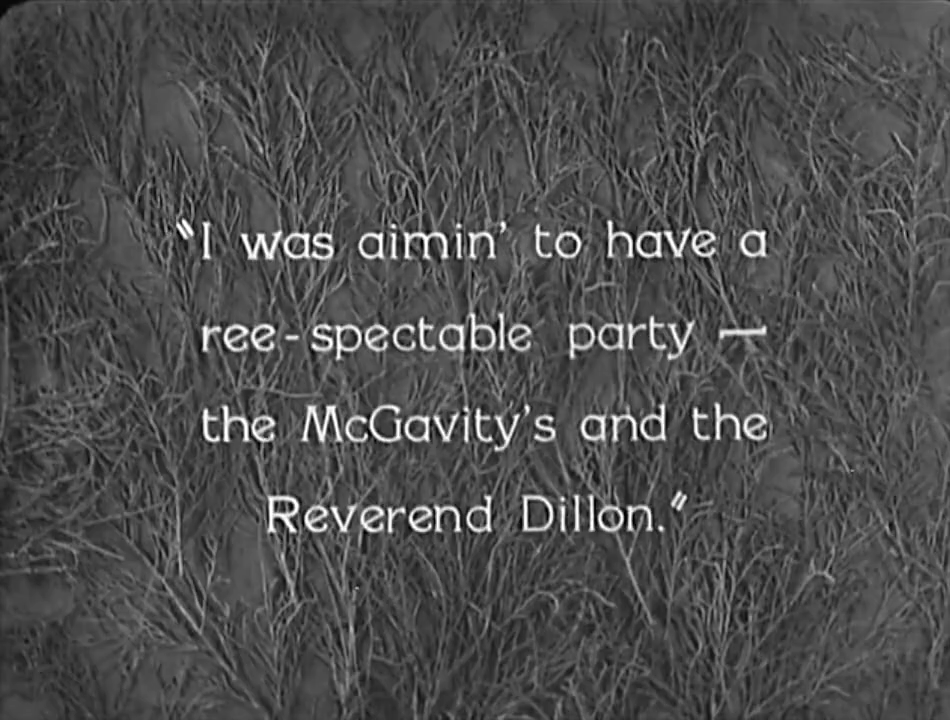 "I was aimin' to have a
ree-spectable party —
the McGavity's and the
Reverend Dillon."